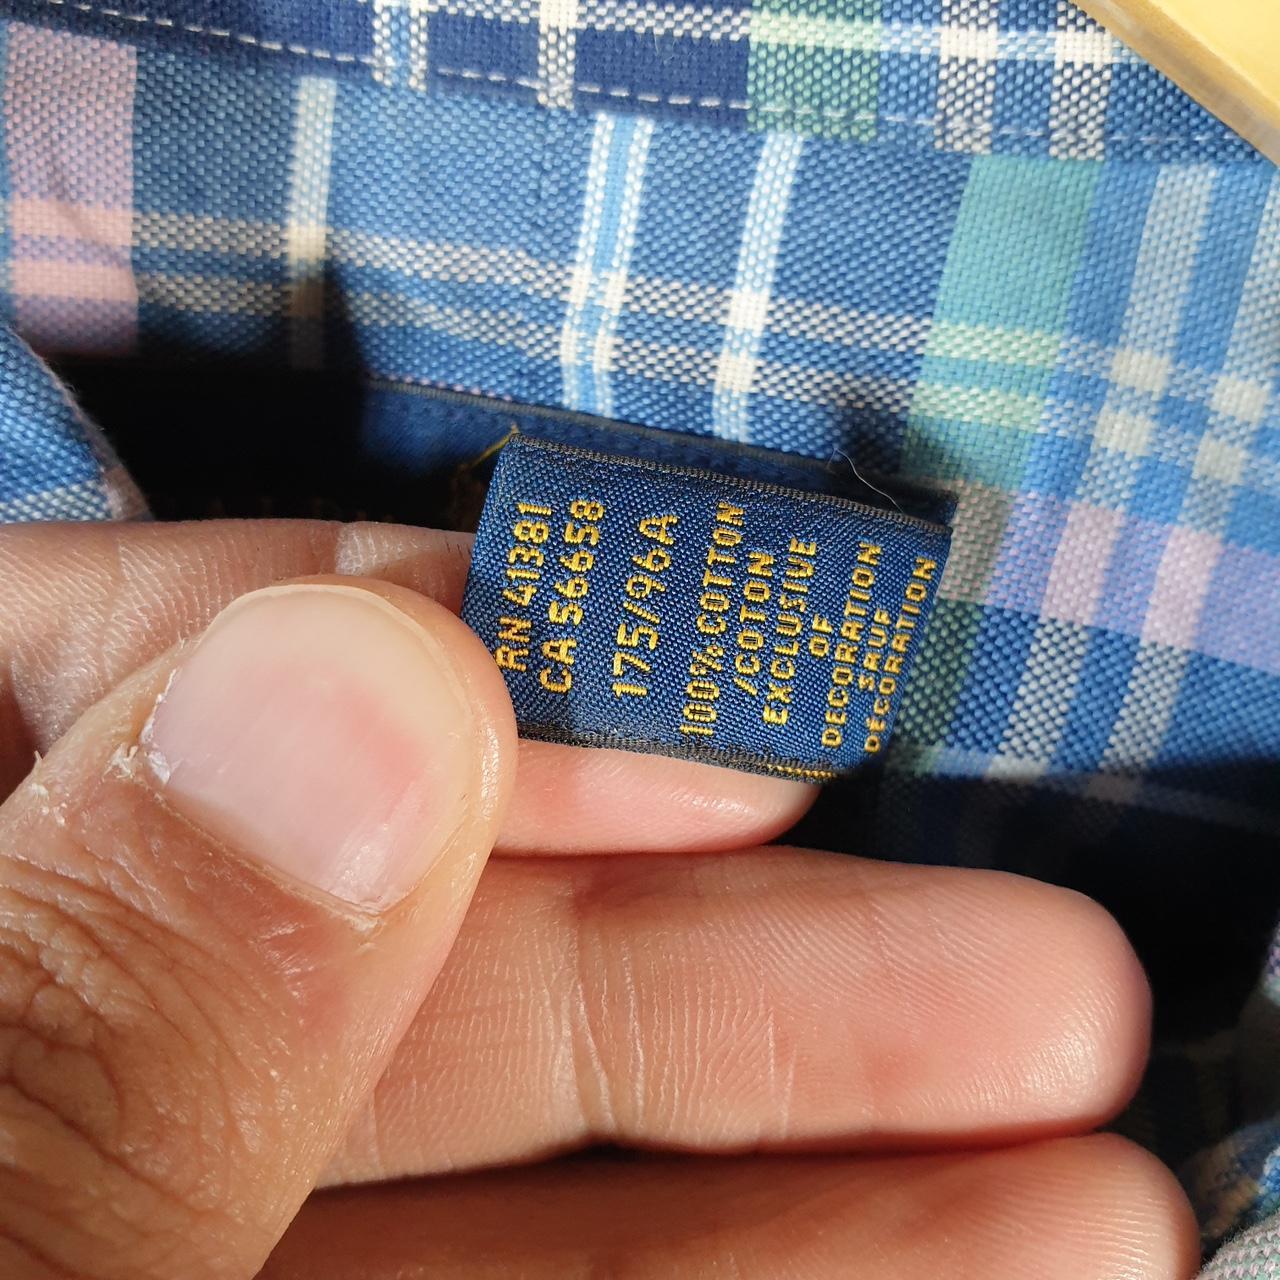 RN 41381
CA 56658
175/96A
100% COTTON
/COTON
EXCLUSIVE
OF
DECORATION
SAUF
DéCORATION